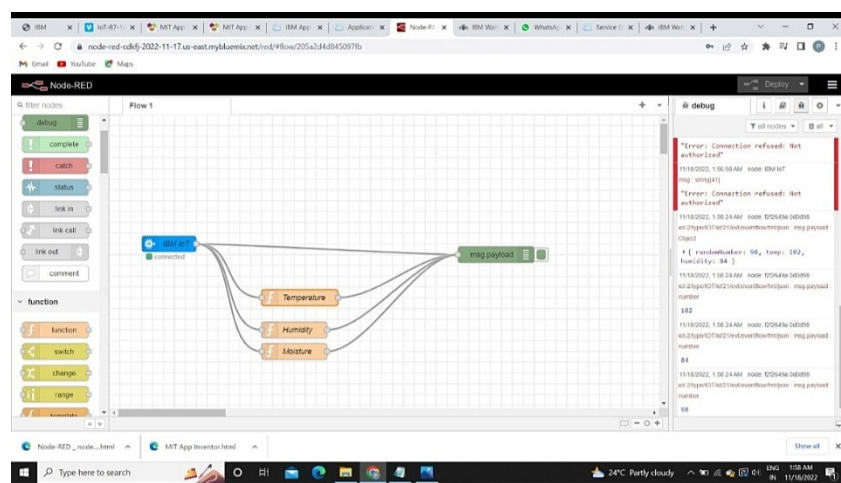 IBM
IoT-87-1
MIT App
MIT App
IBM App
Applicati
Node-RE
IBM Wat
WhatsAp
Service D
IBM Wat
node-red-cdkfj-2022-11-17.us-east.mybluemix.net/red/#flow/205a2d4d845097fb
Gmail
YouTube
Maps
Node-RED
Deploy
filter nodes
Flow 1
debug
all nodes
all
debug
complete
catch
status
link in
link call
link out
comment
function
function
switch
change
range
template
IBM IoT
connected
Temperature
Humidity
Moisture
msg.payload
"Error: Connection refused: Not
authorized"
11/18/2022, 1:56:59 AM node: IBM IoT
msg : string[41]
"Error: Connection refused: Not
authorized"
11/18/2022, 1:58:24 AM
msg.payload :
Object
{ randomNumber: 98, temp: 102,
humidity: 84 }
11/18/2022, 1:58:24 AM
msg.payload :
number
102
11/18/2022, 1:58:24 AM
msg.payload :
number
84
11/18/2022, 1:58:24 AM
msg.payload :
number
98
Node-RED _ node....html
MIT App Inventor.html
Show all
Type here to search
24°C Partly cloudy
ENG
IN
1:58 AM
11/18/2022